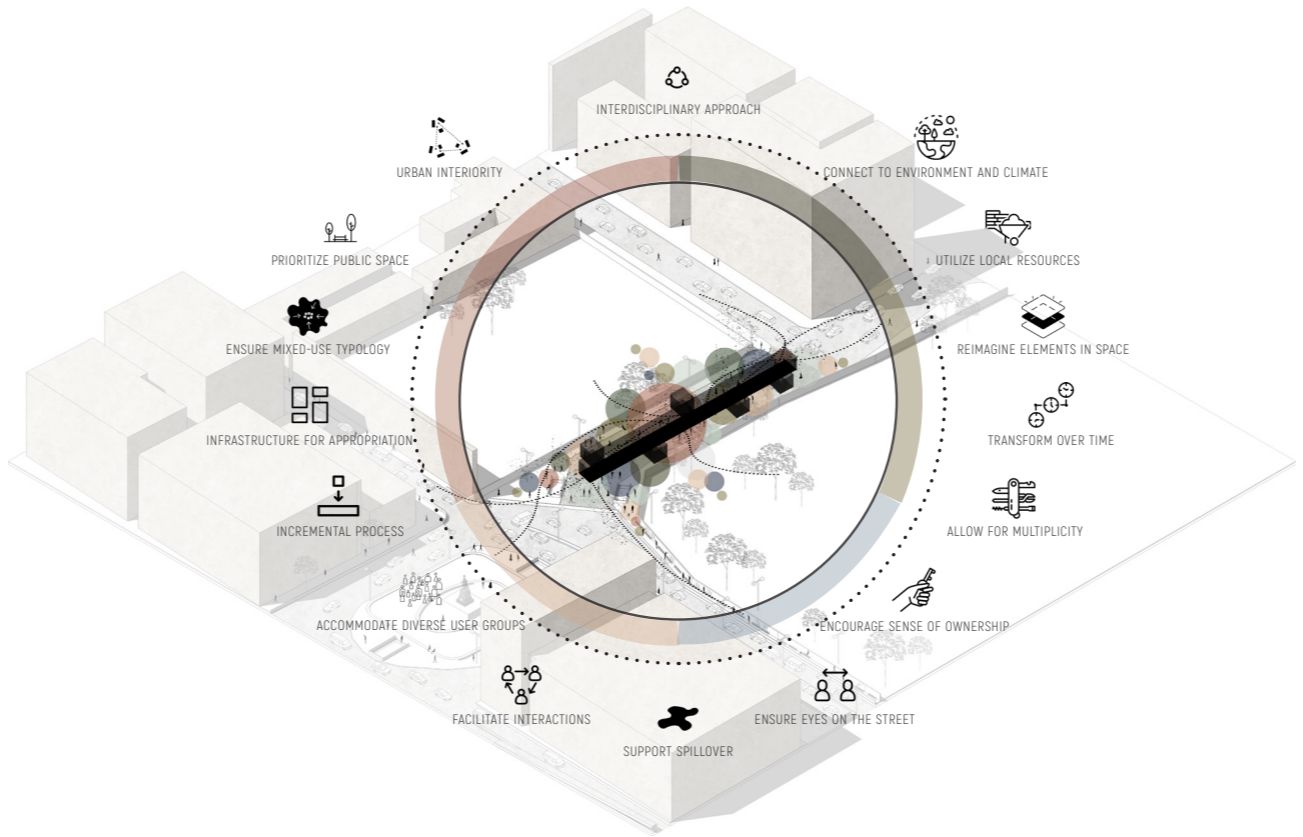 INTERDISCIPLINARY APPROACH
URBAN INTERIORITY
CONNECT TO ENVIRONMENT AND CLIMATE
PRIORITIZE PUBLIC SPACE
UTILIZE LOCAL RESOURCES
ENSURE MIXED-USE TYPOLOGY
REIMAGINE ELEMENTS IN SPACE
INFRASTRUCTURE FOR APPROPRIATION
TRANSFORM OVER TIME
INCREMENTAL PROCESS
ALLOW FOR MULTIPLICITY
ACCOMMODATE DIVERSE USER GROUPS
ENCOURAGE SENSE OF OWNERSHIP
FACILITATE INTERACTIONS
ENSURE EYES ON THE STREET
SUPPORT SPILLOVER